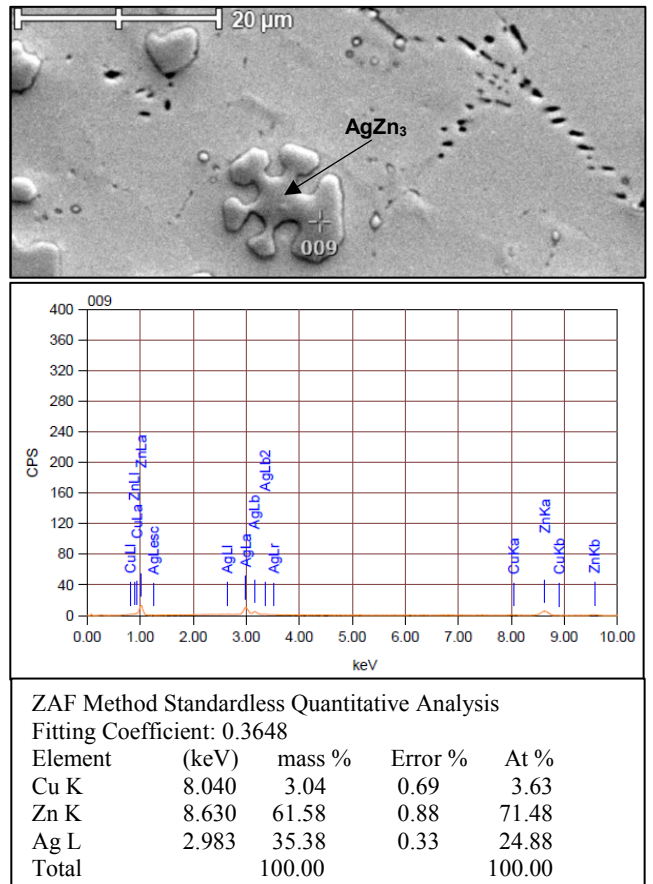 20 µm
AgZn₃
009
009
400
360
320
280
240
200
160
120
80
40
0
CPS
CuLl
CuLa
ZnLl
ZnLa
AgLesc
AgLl
AgLa
AgLb
AgLb2
AgLr
CuKa
ZnKa
CuKb
ZnKb
0.00 1.00 2.00 3.00 4.00 5.00 6.00 7.00 8.00 9.00 10.00
keV
ZAF Method Standardless Quantitative Analysis
Fitting Coefficient: 0.3648
Element (keV) mass % Error % At %
Cu K 8.040 3.04 0.69 3.63
Zn K 8.630 61.58 0.88 71.48
Ag L 2.983 35.38 0.33 24.88
Total 100.00 100.00